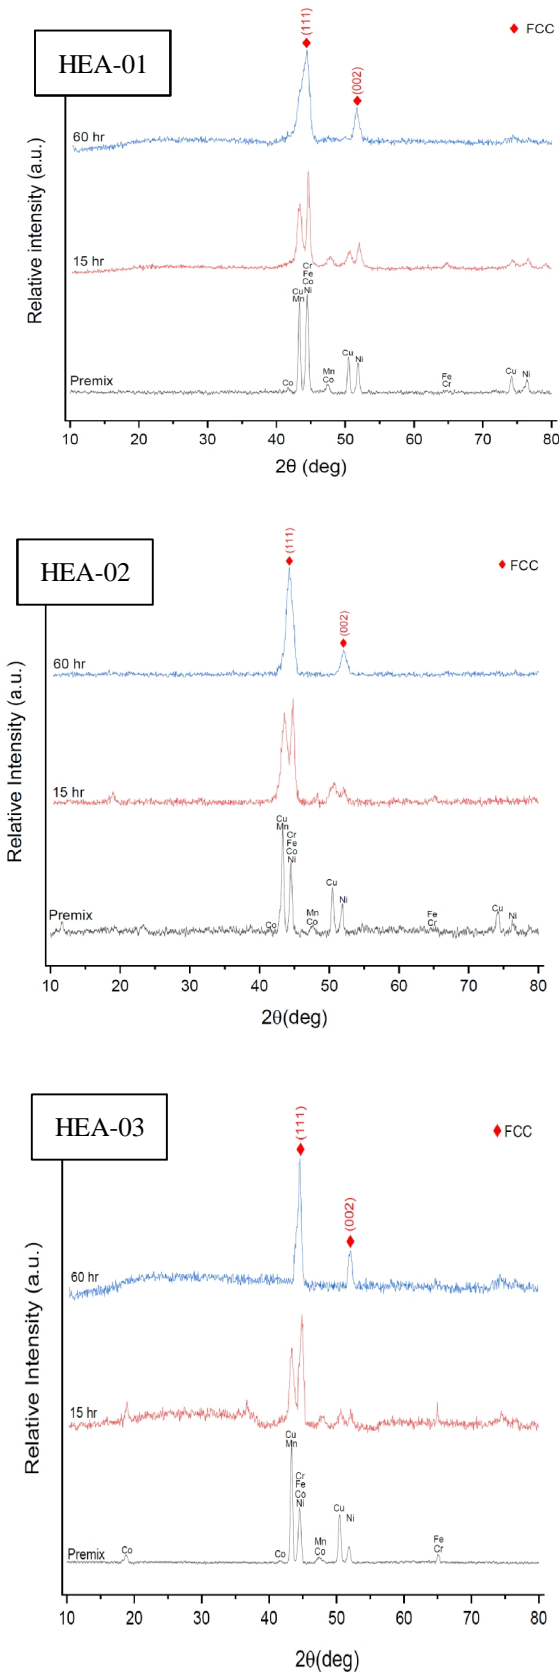 HEA-01
(111)
FCC
(002)
60 hr
15 hr
Cr
Fe
Co
Ni
Cu
Mn
Premix
Co
Mn
Co
Cu
Ni
Fe
Cr
Cu
Ni
Relative intensity (a.u.)
10 20 30 40 50 60 70 80
2θ (deg)
HEA-02
(111)
FCC
(002)
60 hr
15 hr
Cu
Mn
Cr
Fe
Co
Ni
Premix
Co
Mn
Co
Cu
Ni
Fe
Cr
Cu
Ni
Relative Intensity (a.u.)
10 20 30 40 50 60 70 80
2θ(deg)
HEA-03
(111)
FCC
(002)
60 hr
15 hr
Cu
Mn
Cr
Fe
Co
Ni
Premix
Co
Co
Mn
Co
Cu
Ni
Fe
Cr
Relative Intensity (a.u.)
10 20 30 40 50 60 70 80
2θ(deg)